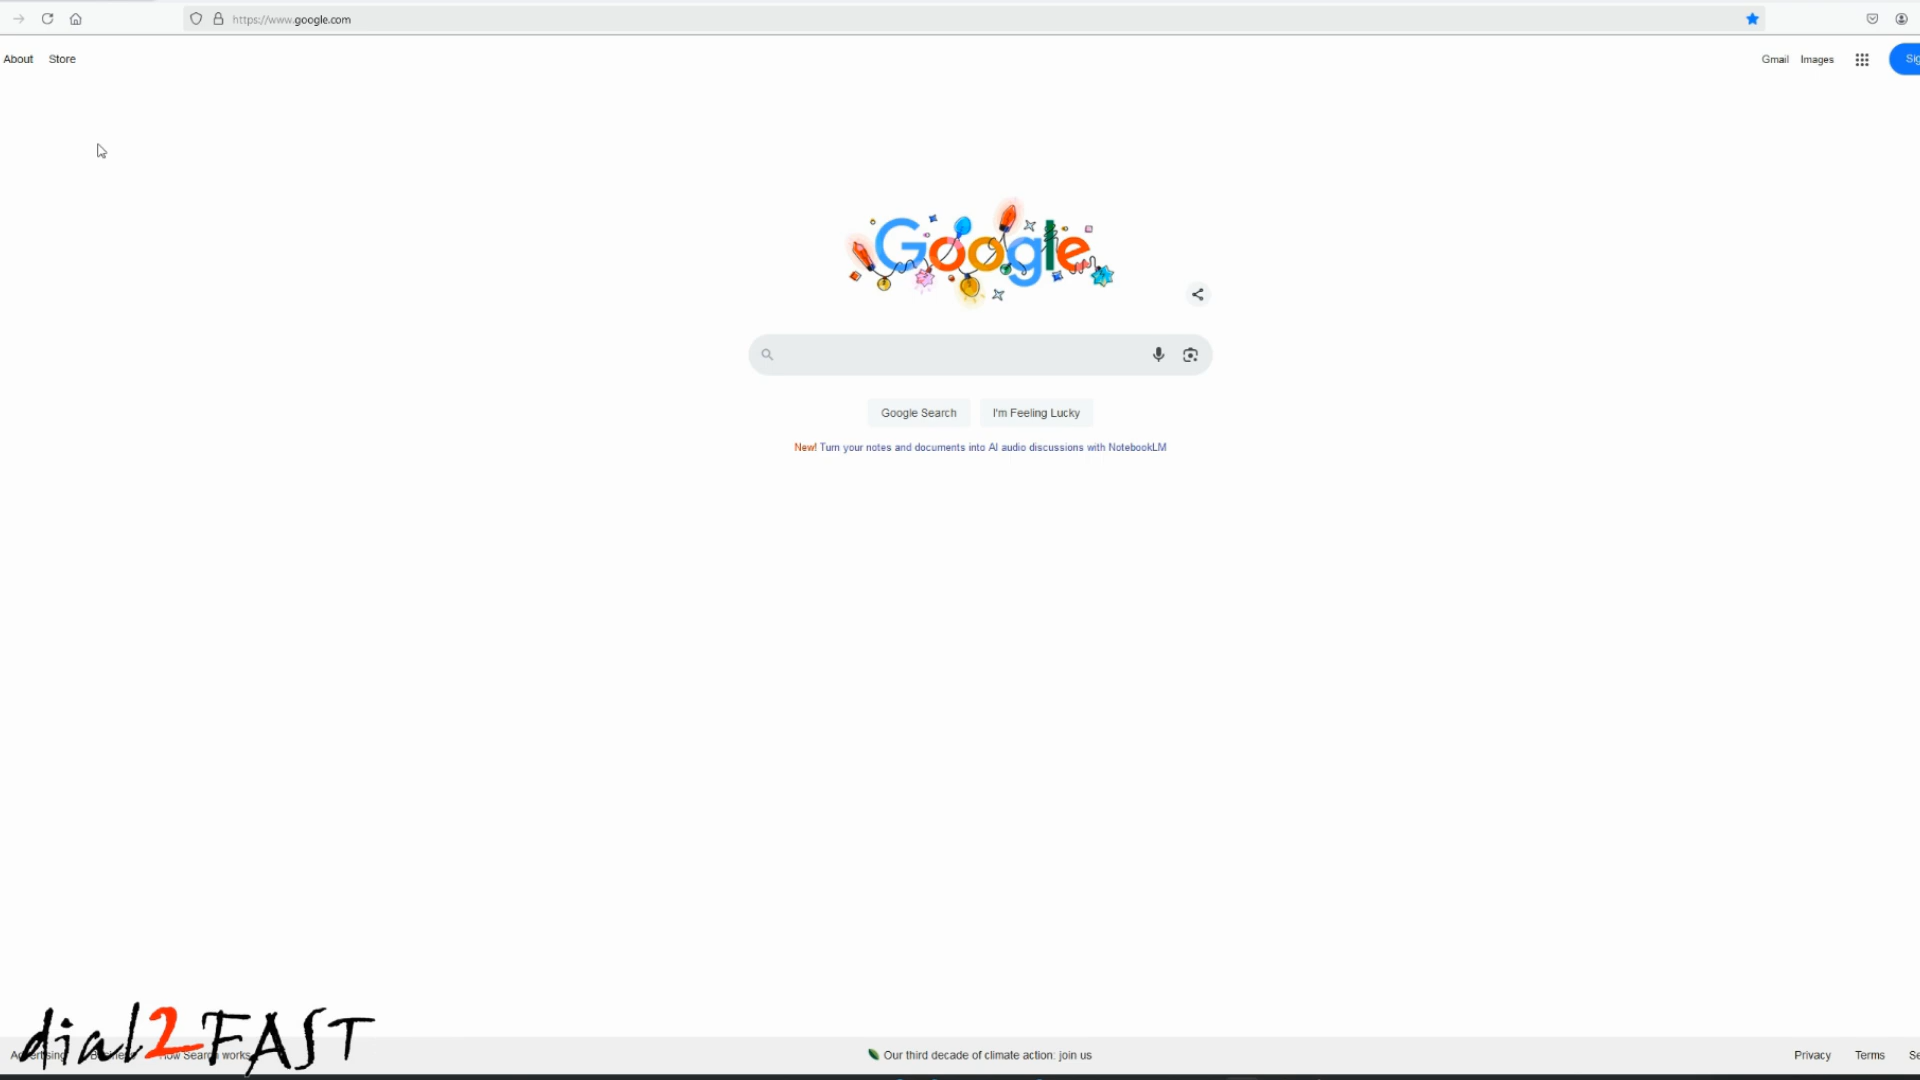 https://www.google.com
About Store
Gmail Images
Google
Google Search I'm Feeling Lucky
New! Turn your notes and documents into AI audio discussions with NotebookLM
dial2FAST
Advertising Business How Search works
Our third decade of climate action: join us
Privacy Terms